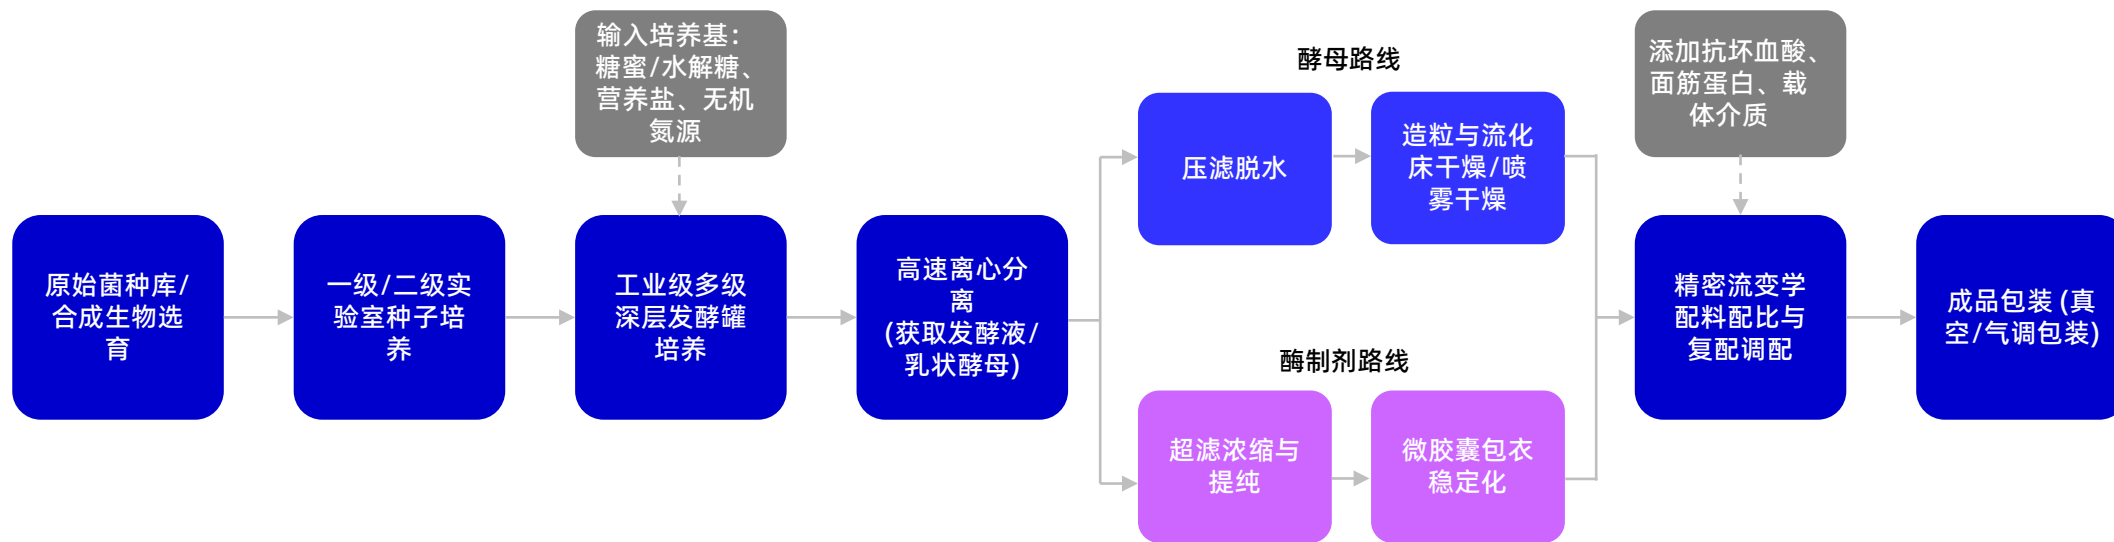 输入培养基：
糖蜜/水解糖、
营养盐、无机
氮源
酵母路线
添加抗坏血酸、
面筋蛋白、载
体介质
压滤脱水
造粒与流化
床干燥/喷
雾干燥
原始菌种库/
合成生物选
育
一级/二级实
验室种子培
养
工业级多级
深层发酵罐
培养
高速离心分
离
(获取发酵液/
乳状酵母)
精密流变学
配料配比与
复配调配
成品包装 (真
空/气调包装)
酶制剂路线
超滤浓缩与
提纯
微胶囊包衣
稳定化